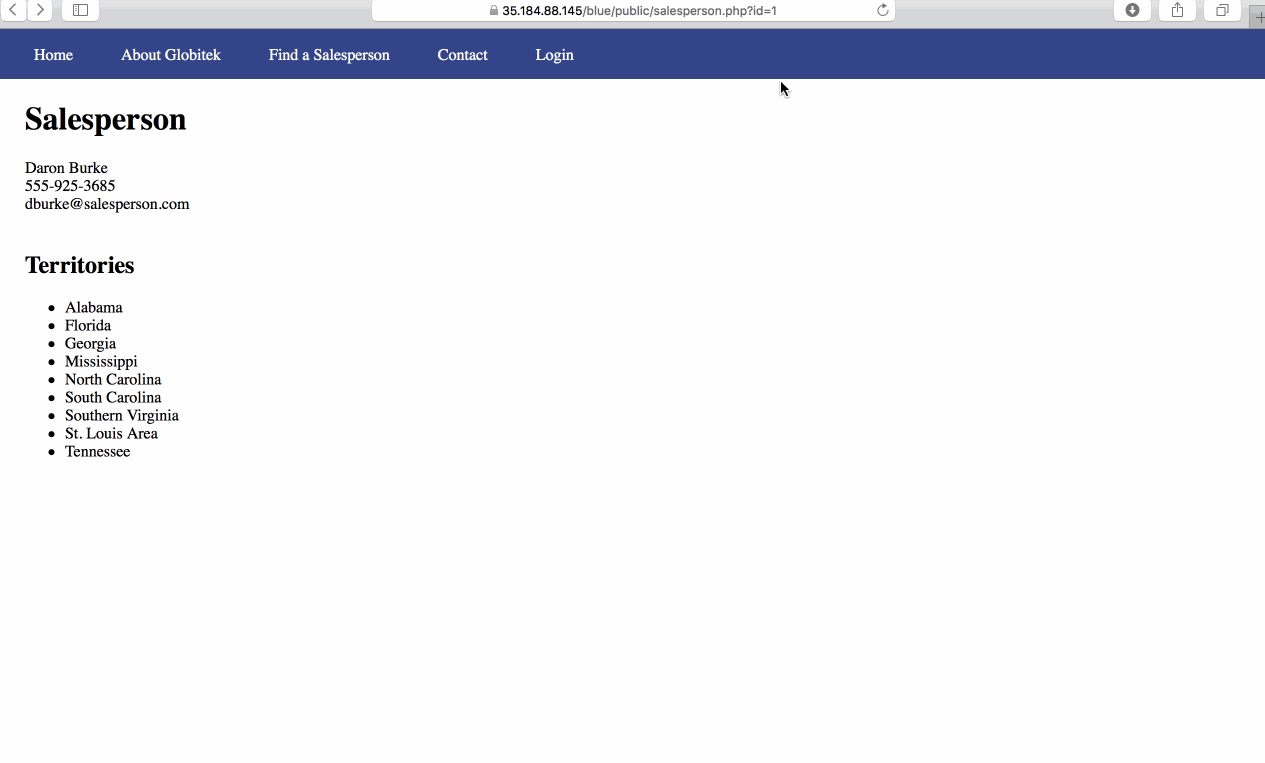 35.184.88.145/blue/public/salesperson.php?id=1
Home About Globitek Find a Salesperson Contact Login
Salesperson
Daron Burke
555-925-3685
dburke@salesperson.com
Territories
Alabama
Florida
Georgia
Mississippi
North Carolina
South Carolina
Southern Virginia
St. Louis Area
Tennessee